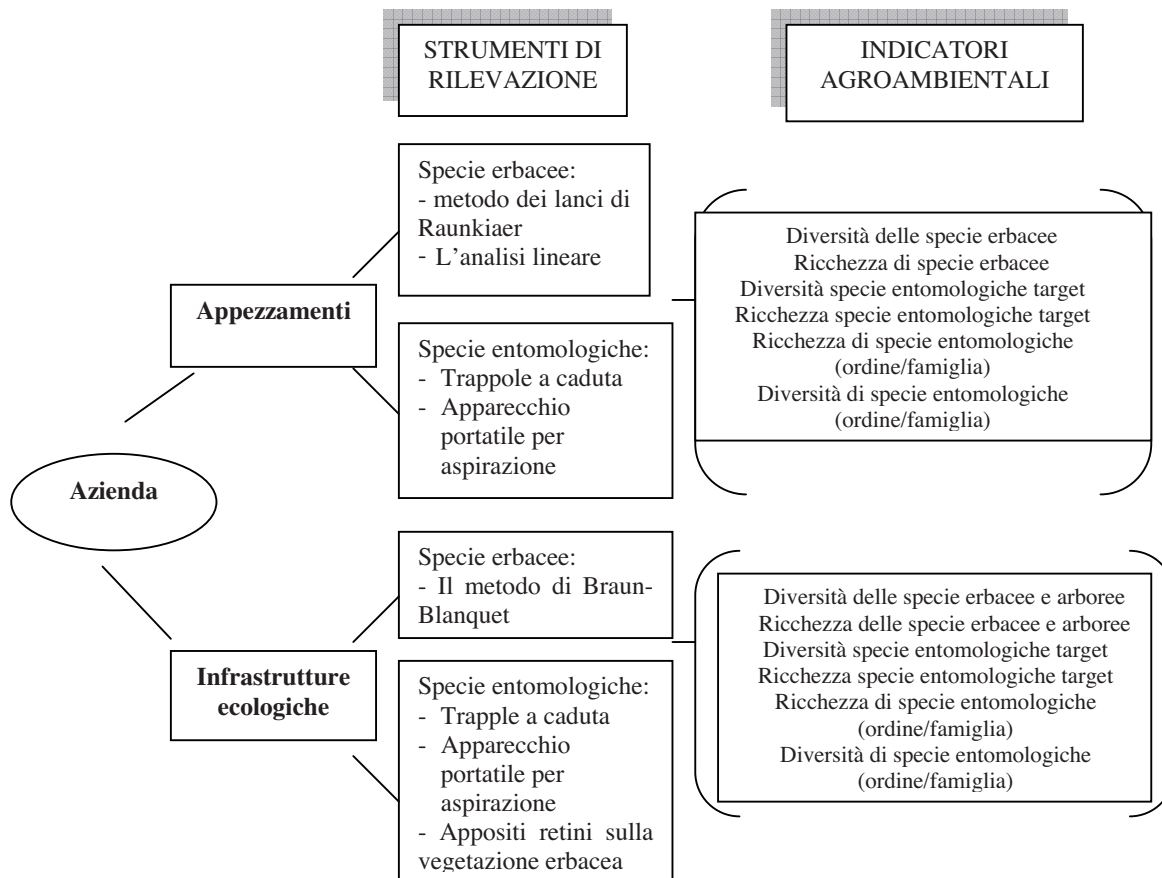 STRUMENTI DI
RILEVAZIONE
INDICATORI
AGROAMBIENTALI
Specie erbacee:
- metodo dei lanci di
Raunkiaer
- L'analisi lineare
Appezzamenti
Specie entomologiche:
- Trappole a caduta
- Apparecchio
portatile per
aspirazione
Diversità delle specie erbacee
Ricchezza di specie erbacee
Diversità specie entomologiche target
Ricchezza specie entomologiche target
Ricchezza di specie entomologiche
(ordine/famiglia)
Diversità di specie entomologiche
(ordine/famiglia)
Azienda
Specie erbacee:
- Il metodo di Braun-
Blanquet
Infrastrutture
ecologiche
Specie entomologiche:
- Trapple a caduta
- Apparecchio
portatile per
aspirazione
- Appositi retini sulla
vegetazione erbacea
Diversità delle specie erbacee e arboree
Ricchezza delle specie erbacee e arboree
Diversità specie entomologiche target
Ricchezza specie entomologiche target
Ricchezza di specie entomologiche
(ordine/famiglia)
Diversità di specie entomologiche
(ordine/famiglia)